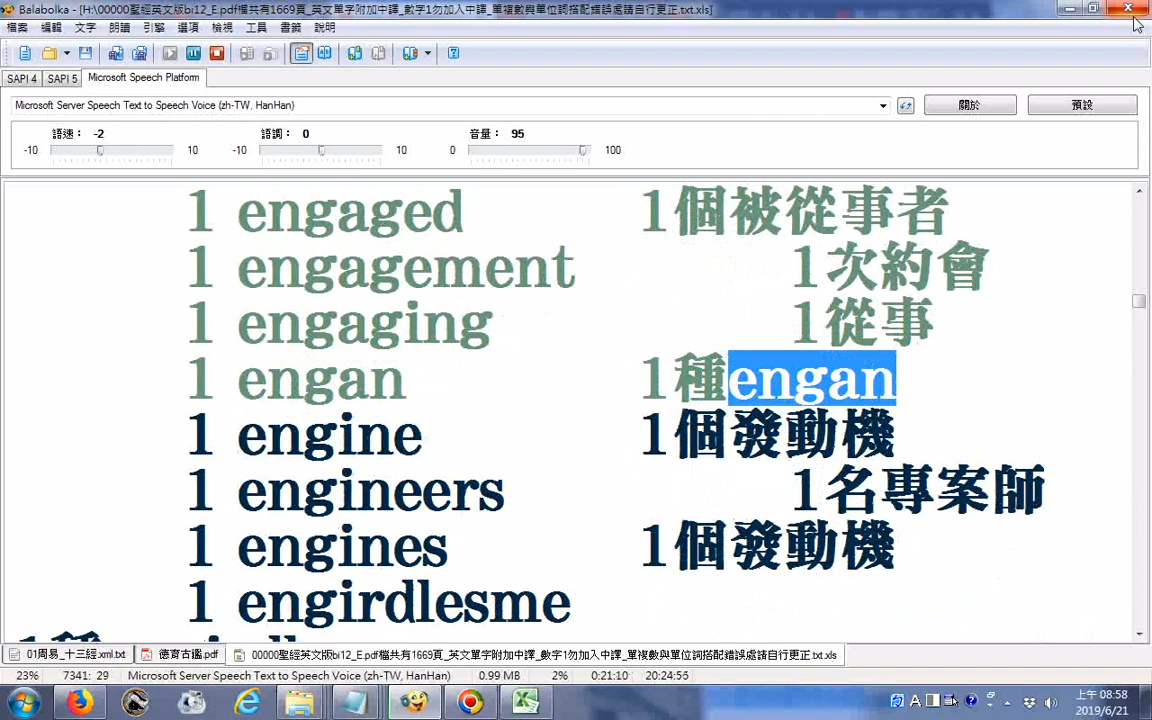 Balabolka - [H:\00000聖經英文版bi12_E.pdf檔共有1669頁_英文單字附加中譯_數字1勿加入中譯_單複數與單位詞搭配錯誤處請自行更正.txt.xls]
檔案 編輯 文字 朗讀 引擎 選項 檢視 工具 書籤 說明
SAPI 4 SAPI 5 Microsoft Speech Platform
Microsoft Server Speech Text to Speech Voice (zh-TW, HanHan) 關於 預設
語速： -2 語調： 0 音量： 95
-10 10 -10 10 0 100
1 engaged 1個被從事者
1 engagement 1次約會
1 engaging 1從事
1 engan 1種engan
1 engine 1個發動機
1 engineers 1名專案師
1 engines 1個發動機
1 engirdlesme
01周易_十三經.xml.txt 德育古鑑.pdf 00000聖經英文版bi12_E.pdf檔共有1669頁_英文單字附加中譯_數字1勿加入中譯_單複數與單位詞搭配錯誤處請自行更正.txt.xls
23% 7341: 29 Microsoft Server Speech Text to Speech Voice (zh-TW, HanHan) 0.99 MB 2% 0:21:10 20:24:55
上午 08:58
2019/6/21